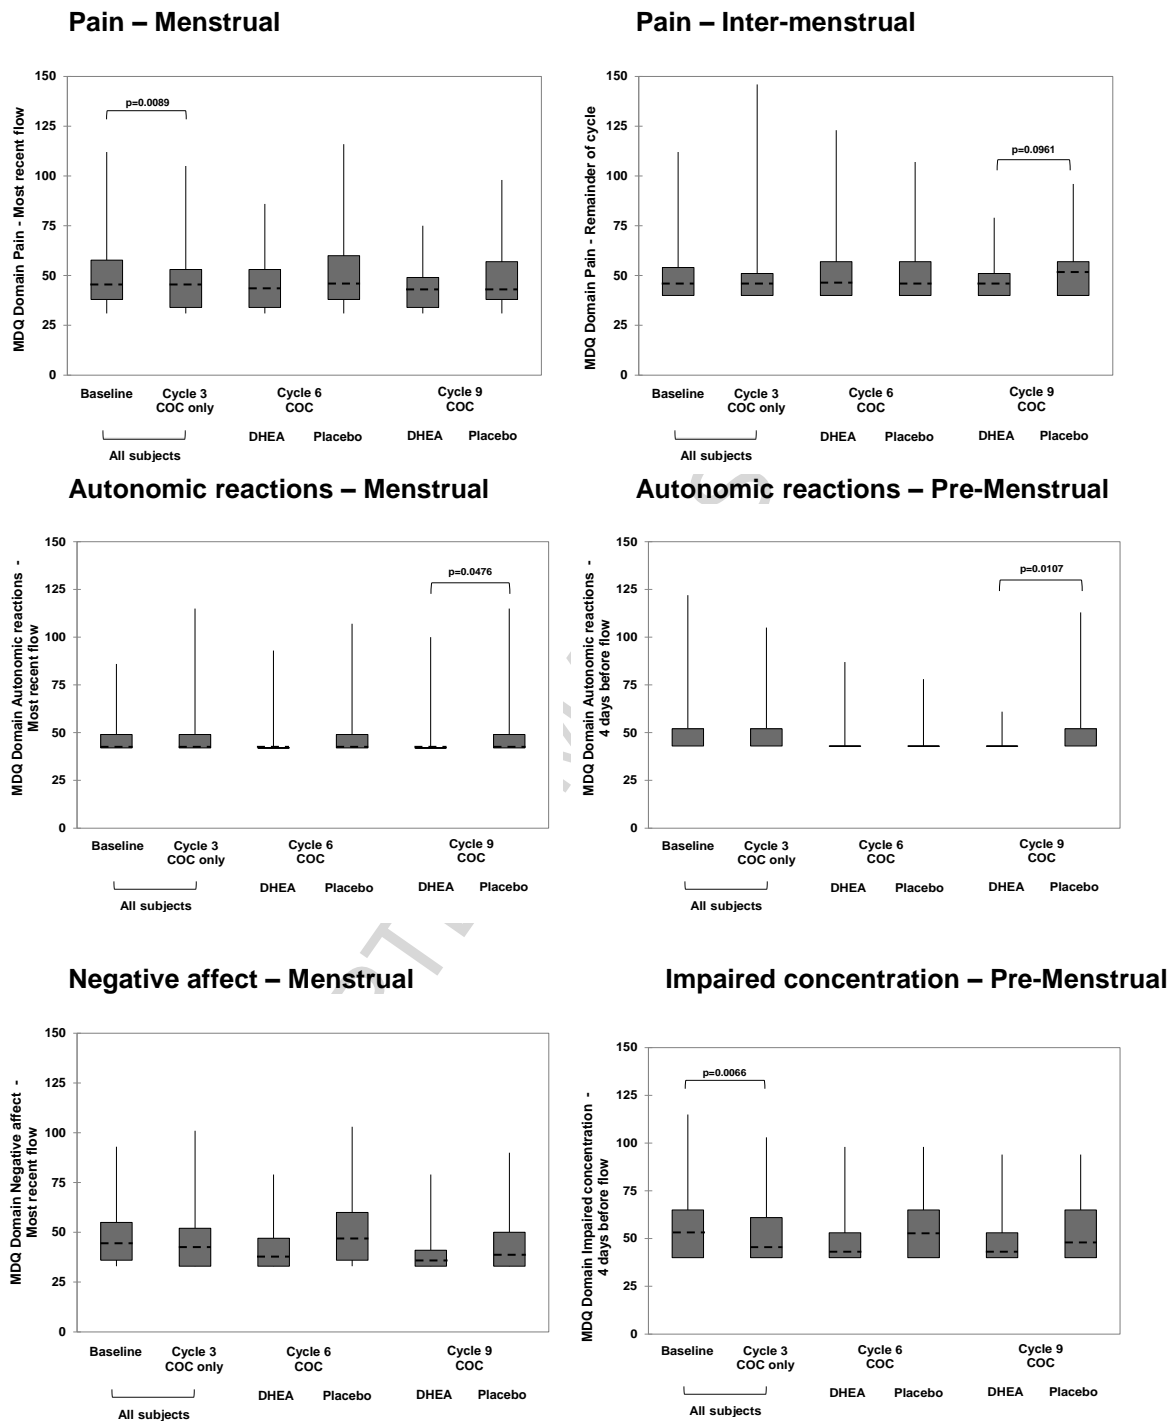 Pain – Menstrual
MDQ Domain Pain - Most recent flow
150
125
100
75
50
25
0
p=0.0089
Baseline
Cycle 3
COC only
Cycle 6
COC
Cycle 9
COC
DHEA
Placebo
DHEA
Placebo
All subjects
Pain – Inter-menstrual
MDQ Domain Pain - Remainder of cycle
150
125
100
75
50
25
0
p=0.0961
Baseline
Cycle 3
COC only
Cycle 6
COC
Cycle 9
COC
DHEA
Placebo
DHEA
Placebo
All subjects
Autonomic reactions – Menstrual
MDQ Domain Autonomic reactions -
Most recent flow
150
125
100
75
50
25
0
p=0.0476
Baseline
Cycle 3
COC only
Cycle 6
COC
Cycle 9
COC
DHEA
Placebo
DHEA
Placebo
All subjects
Autonomic reactions – Pre-Menstrual
MDQ Domain Autonomic reactions -
4 days before flow
150
125
100
75
50
25
0
p=0.0107
Baseline
Cycle 3
COC only
Cycle 6
COC
Cycle 9
COC
DHEA
Placebo
DHEA
Placebo
All subjects
Negative affect – Menstrual
MDQ Domain Negative affect -
Most recent flow
150
125
100
75
50
25
0
Baseline
Cycle 3
COC only
Cycle 6
COC
Cycle 9
COC
DHEA
Placebo
DHEA
Placebo
All subjects
Impaired concentration – Pre-Menstrual
MDQ Domain Impaired concentration -
4 days before flow
150
125
100
75
50
25
0
p=0.0066
Baseline
Cycle 3
COC only
Cycle 6
COC
Cycle 9
COC
DHEA
Placebo
DHEA
Placebo
All subjects